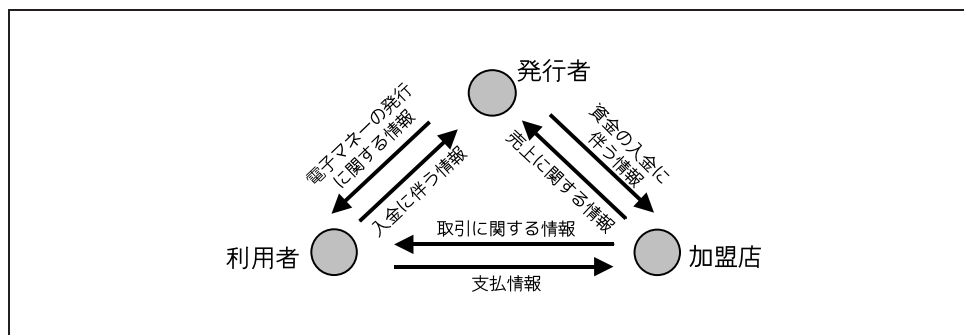 発行者
電子マネーの発行
に関する情報
入金に伴う情報
資金の入金に
伴う情報
売上に関する情報
取引に関する情報
利用者
加盟店
支払情報